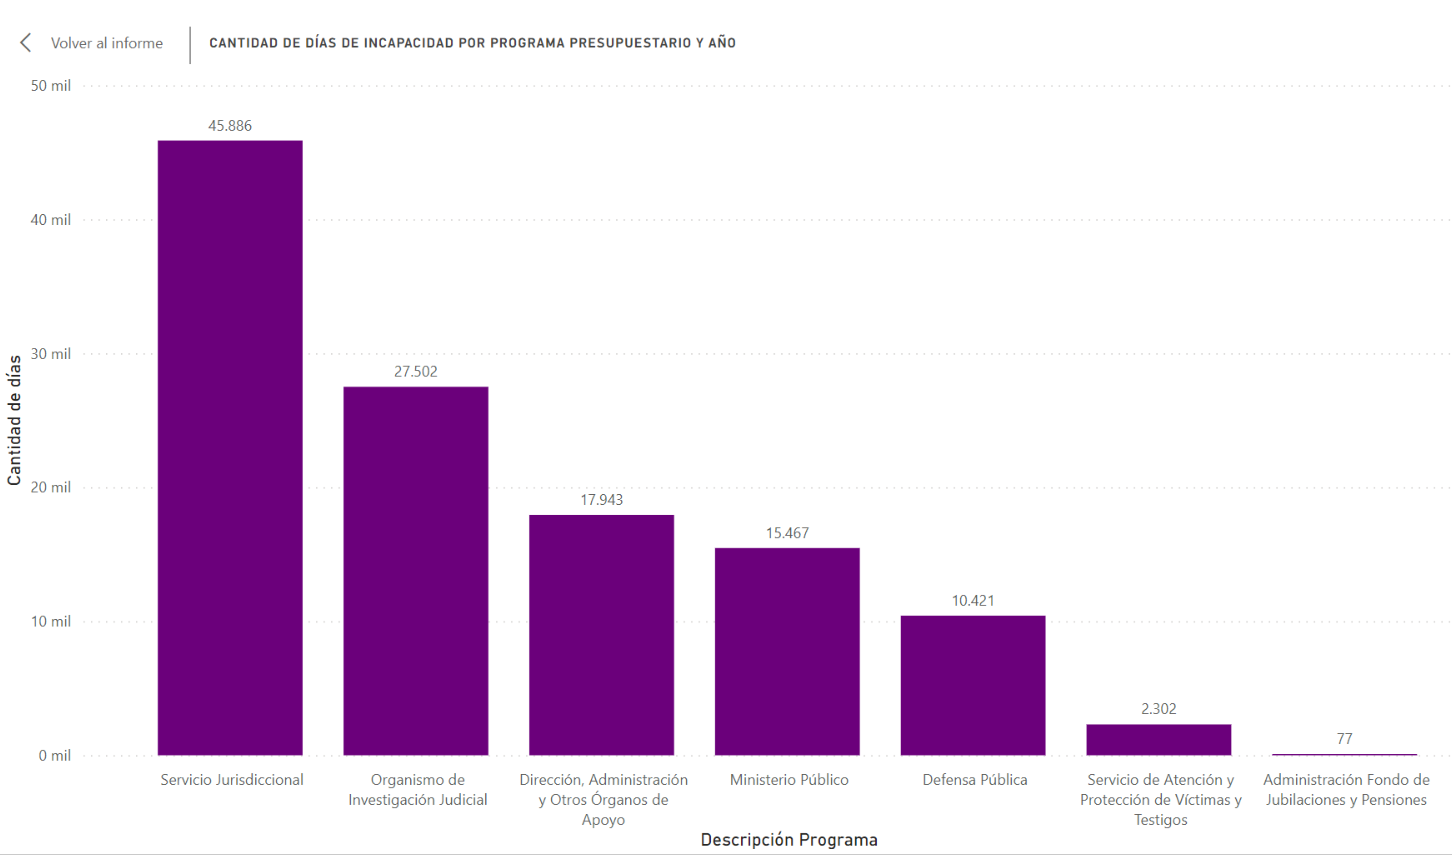 Volver al informe
CANTIDAD DE DÍAS DE INCAPACIDAD POR PROGRAMA PRESUPUESTARIO Y AÑO
50 mil
40 mil
30 mil
20 mil
10 mil
0 mil
Cantidad de días
45.886
27.502
17.943
15.467
10.421
2.302
77
Servicio Jurisdiccional
Organismo de
Investigación Judicial
Dirección, Administración
y Otros Órganos de
Apoyo
Ministerio Público
Defensa Pública
Servicio de Atención y
Protección de Víctimas y
Testigos
Administración Fondo de
Jubilaciones y Pensiones
Descripción Programa